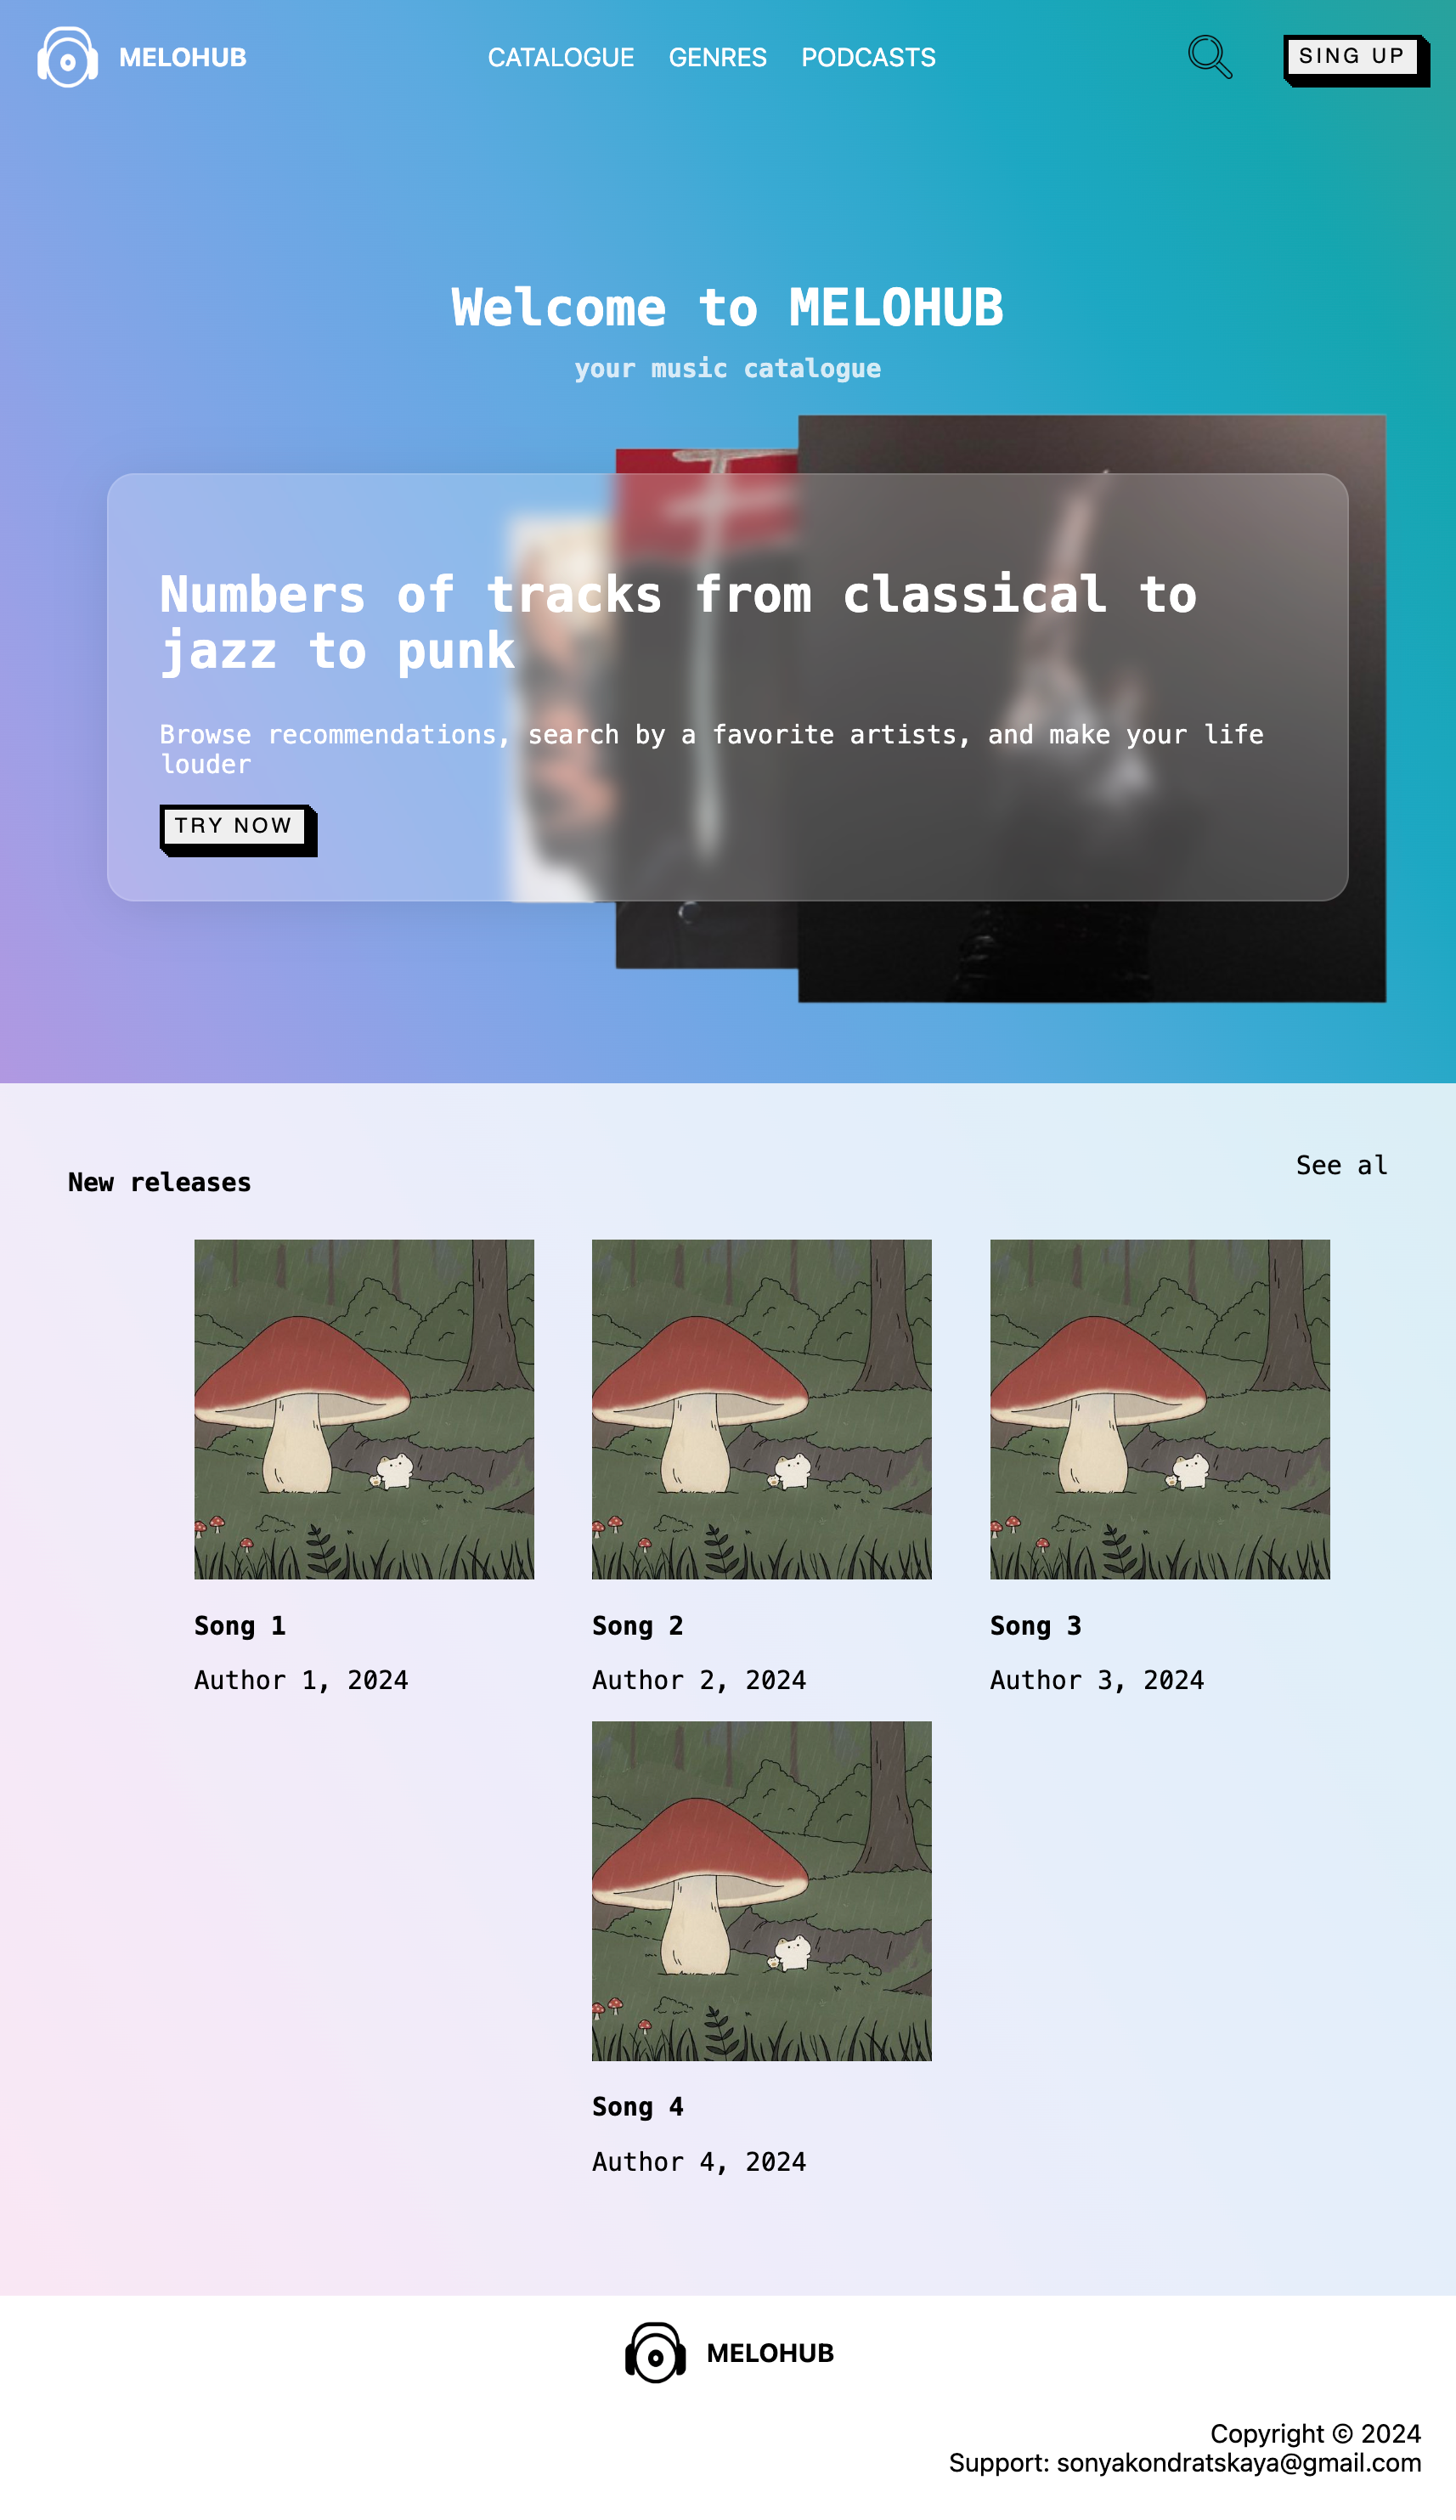 MELOHUB
CATALOGUE GENRES PODCASTS
SING UP
Welcome to MELOHUB
your music catalogue
Numbers of tracks from classical to
jazz to punk
Browse recommendations, search by a favorite artists, and make your life
louder
TRY NOW
New releases
See al
Song 1
Author 1, 2024
Song 2
Author 2, 2024
Song 3
Author 3, 2024
Song 4
Author 4, 2024
MELOHUB
Copyright © 2024
Support: sonyakondratskaya@gmail.com